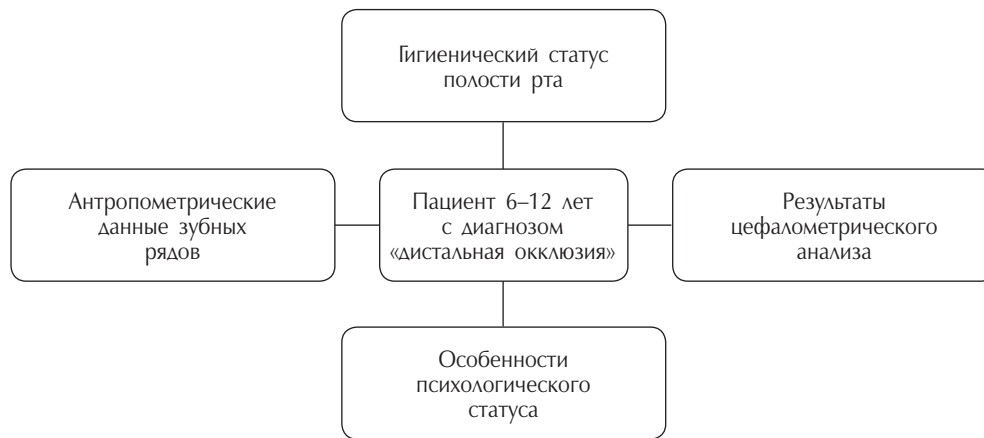 Гигиенический статус
полости рта
Антропометрические
данные зубных
рядов
Пациент 6–12 лет
с диагнозом
«дистальная окклюзия»
Результаты
цефалометрического
анализа
Особенности
психологического
статуса